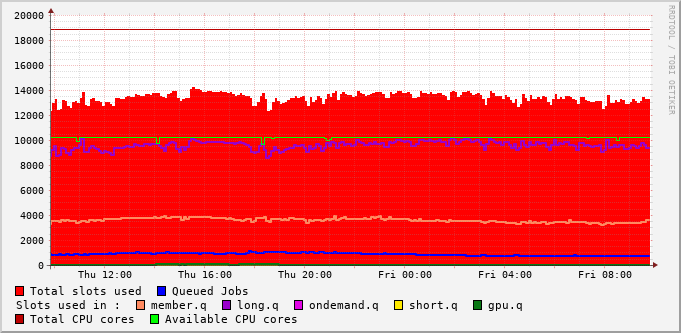 20000
18000
16000
14000
12000
10000
8000
6000
4000
2000
0
Thu 12:00 Thu 16:00 Thu 20:00 Fri 00:00 Fri 04:00 Fri 08:00
RRDTOOL / TOBI OETIKER
Total slots used Queued Jobs
Slots used in : member.q long.q ondemand.q short.q gpu.q
Total CPU cores Available CPU cores